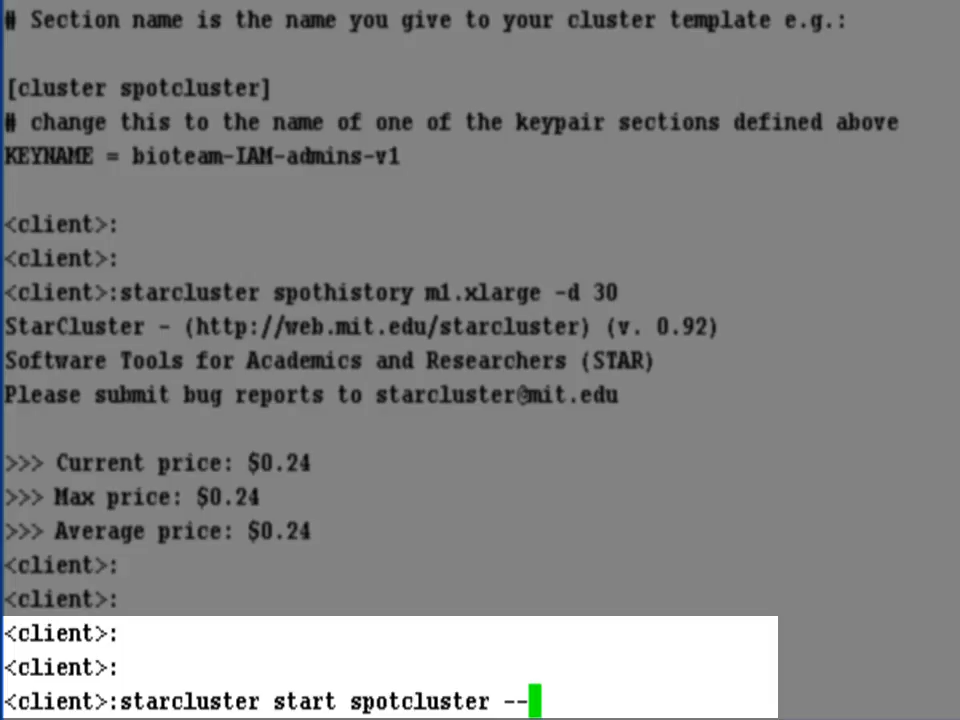 # Section name is the name you give to your cluster template e.g.:
[cluster spotcluster]
# change this to the name of one of the keypair sections defined above
KEYNAME = bioteam-IAM-admins-v1
<client>:
<client>:
<client>:starcluster spothistory m1.xlarge -d 30
StarCluster - (http://web.mit.edu/starcluster) (v. 0.92)
Software Tools for Academics and Researchers (STAR)
Please submit bug reports to starcluster@mit.edu
>>> Current price: $0.24
>>> Max price: $0.24
>>> Average price: $0.24
<client>:
<client>:
<client>:
<client>:
<client>:starcluster start spotcluster --